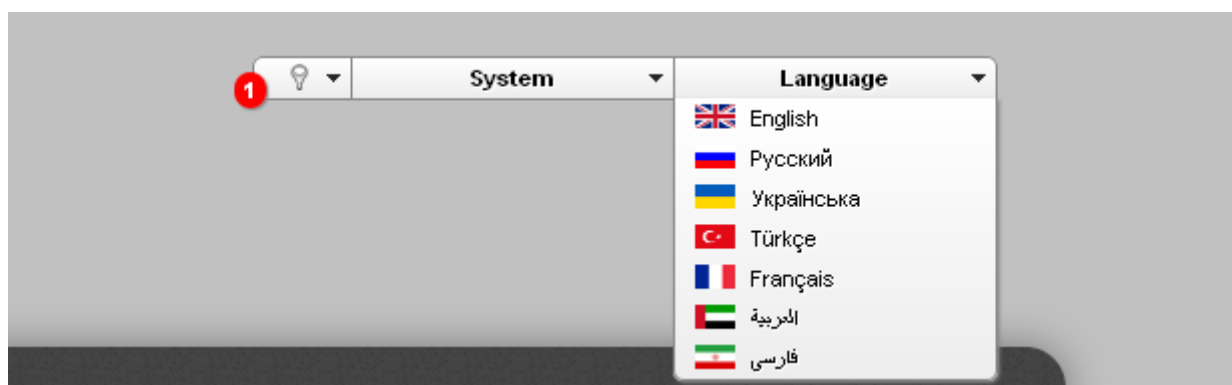 1
System
Language
English
Русский
Українська
Türkçe
Français
العربية
فارسی